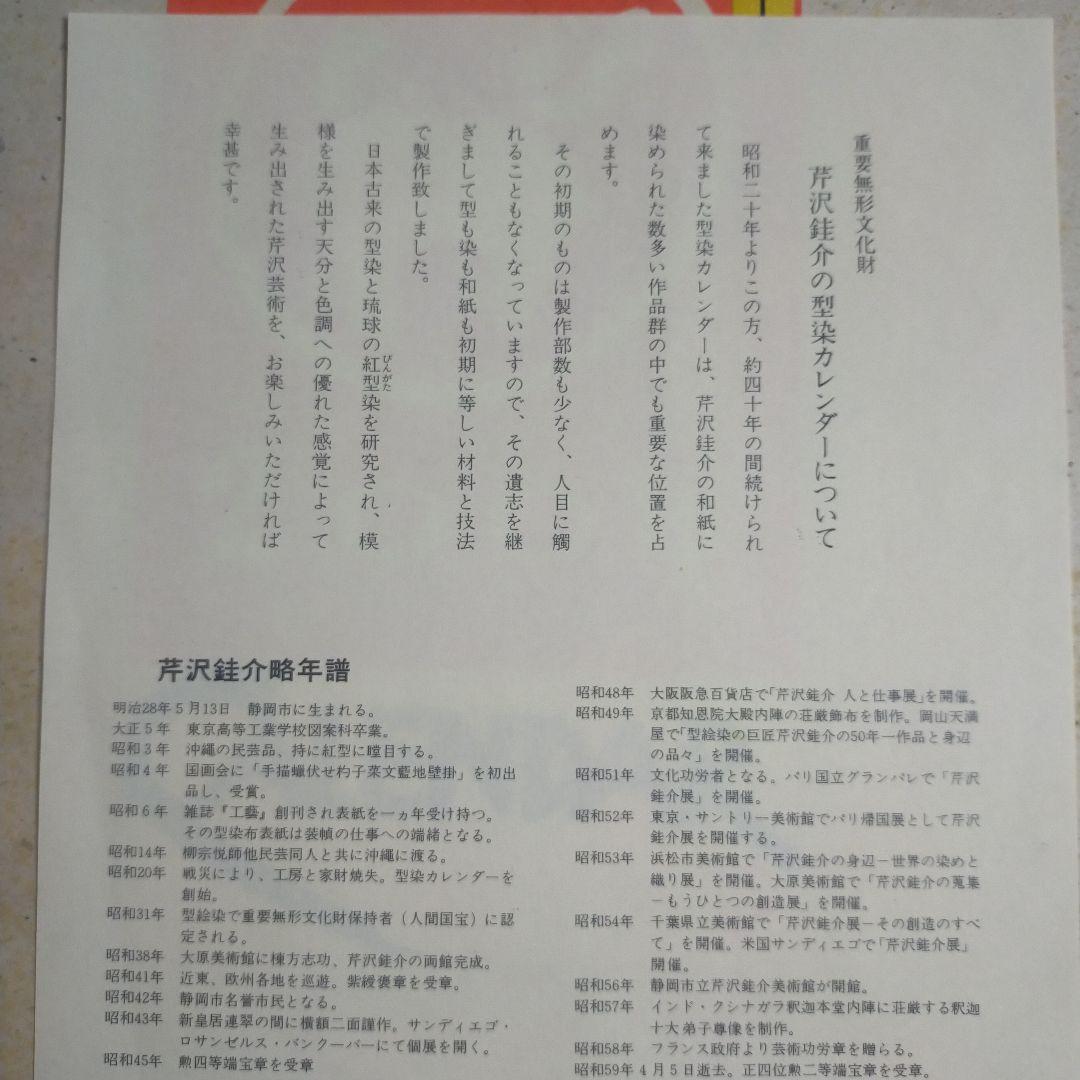 重要無形文化財
芹沢銈介の型染カレンダーについて
昭和二十年よりこの方、約四十年の間続けられ
て来ました型染カレンダーは、芹沢銈介の和紙に
染められた数多い作品群の中でも重要な位置を占
めます。
その初期のものは製作部数も少なく、人目に觸
れることもなくなっていますので、その遺志を継
ぎまして型も染も和紙も初期に等しい材料と技法
で製作致しました。
日本古来の型染と琉球の紅型染を研究され、模
びんがた
様を生み出す天分と色調への優れた感覚によって
生み出された芹沢芸術を、お楽しみいただければ
幸甚です。
芹沢銈介略年譜
明治28年5月13日 静岡市に生まれる。
大正5年 東京高等工業学校図案科卒業。
昭和3年 沖縄の民芸品、持に紅型に瞠目する。
昭和4年 国画会に「手描蠟伏せ杓子菜文藍地壁掛」を初出
品し、受賞。
昭和6年 雑誌『工藝』創刊され表紙を一ヵ年受け持つ。
その型染布表紙は装幀の仕事への端緒となる。
昭和14年 柳宗悦師他民芸同人と共に沖縄に渡る。
昭和20年 戦災により、工房と家財焼失。型染カレンダーを
創始。
昭和31年 型絵染で重要無形文化財保持者（人間国宝）に認
定される。
昭和38年 大原美術館に棟方志功、芹沢銈介の両館完成。
昭和41年 近東、欧州各地を巡遊。紫綬褒章を受章。
昭和42年 静岡市名誉市民となる。
昭和43年 新皇居連翠の間に横額二面謹作。サンディエゴ・
ロサンゼルス・バンクーバーにて個展を開く。
昭和45年 勲四等端宝章を受章
昭和48年 大阪阪急百貨店で「芹沢銈介 人と仕事展」を開催。
昭和49年 京都知恩院大殿内陣の荘厳飾布を制作。岡山天満
屋で「型絵染の巨匠芹沢銈介の50年—作品と身辺
の品々」を開催。
昭和51年 文化功労者となる。パリ国立グランパレで「芹沢
銈介展」を開催。
昭和52年 東京・サントリー美術館でパリ帰国展として芹沢
銈介展を開催する。
昭和53年 浜松市美術館で「芹沢銈介の身辺－世界の染めと
織り展」を開催。大原美術館で「芹沢銈介の蒐集
－もうひとつの創造展」を開催。
昭和54年 千葉県立美術館で「芹沢銈介展－その創造のすべ
て」を開催。米国サンディエゴで「芹沢銈介展」
開催。
昭和56年 静岡市立芹沢銈介美術館が開館。
昭和57年 インド・クシナガラ釈迦本堂内陣に荘厳する釈迦
十大弟子尊像を制作。
昭和58年 フランス政府より芸術功労章を贈らる。
昭和59年4月5日逝去。正四位勲二等端宝章を受章。